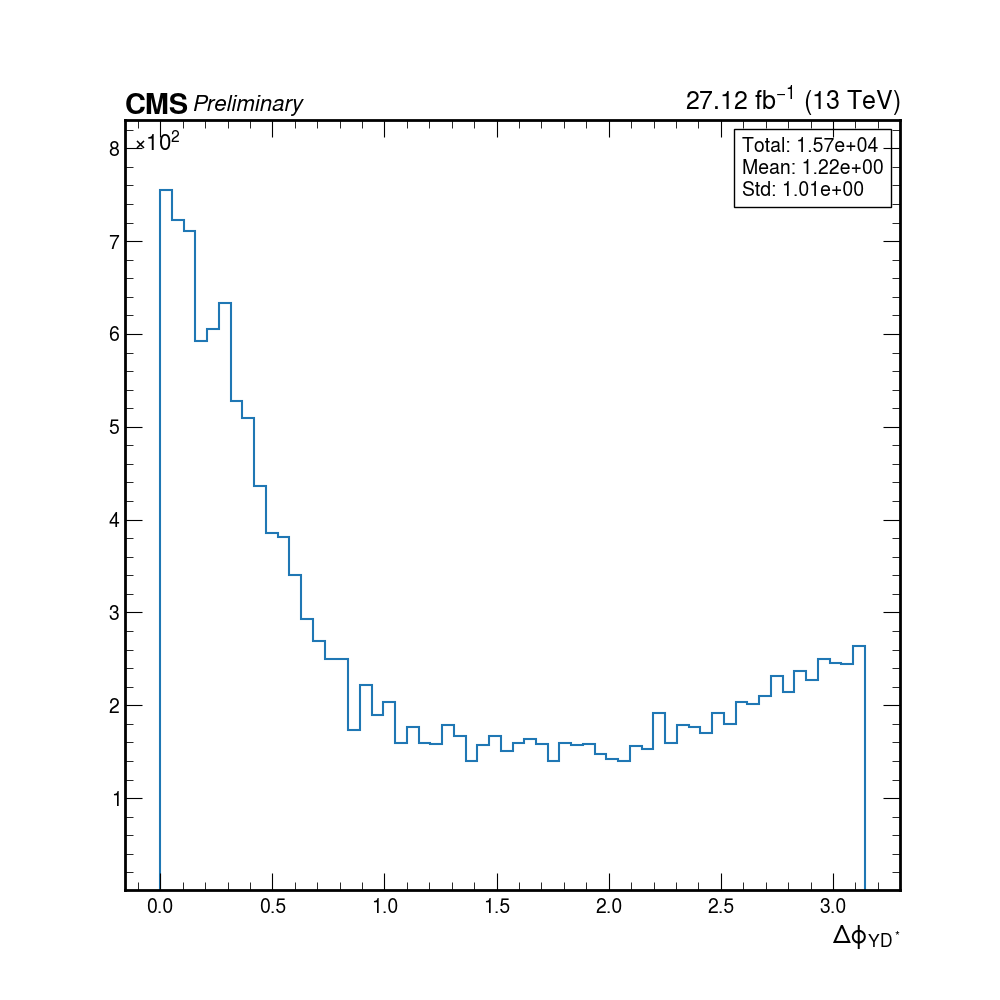 CMS Preliminary
27.12 fb⁻¹ (13 TeV)
×10²
Total: 1.57e+04
Mean: 1.22e+00
Std: 1.01e+00
8
7
6
5
4
3
2
1
0.0 0.5 1.0 1.5 2.0 2.5 3.0
Δϕ_YD*